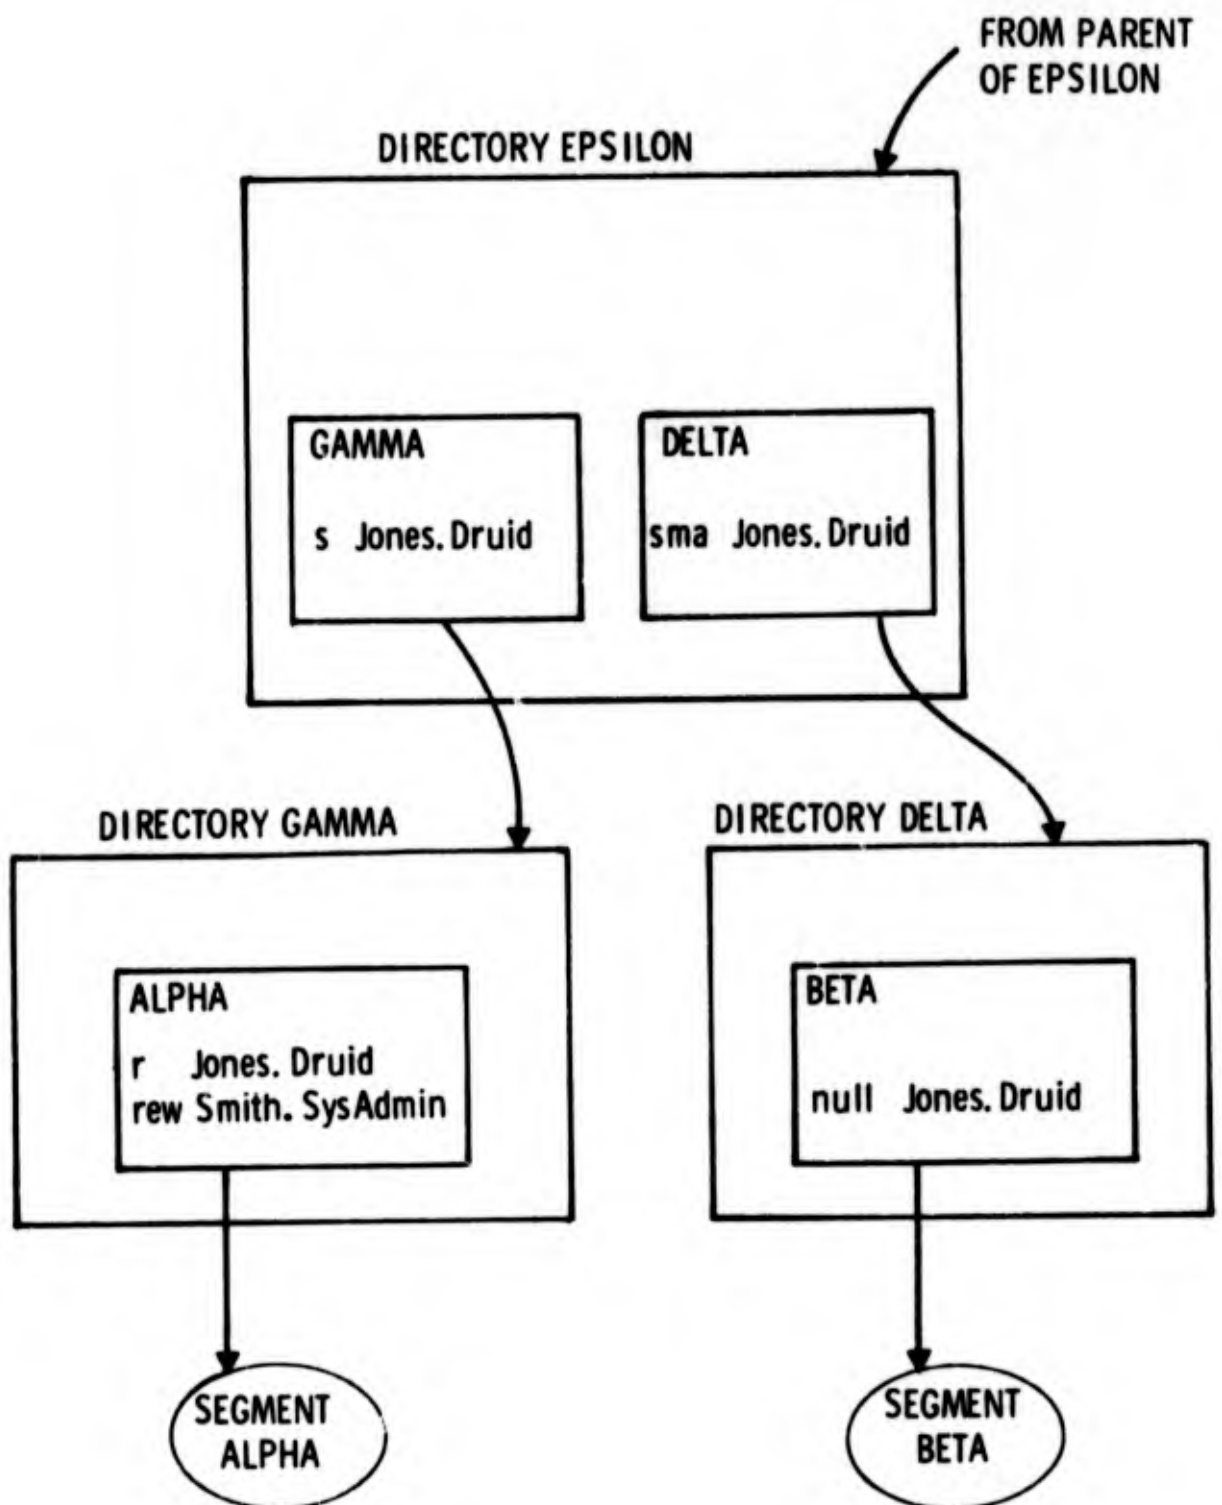 FROM PARENT
OF EPSILON
DIRECTORY EPSILON
GAMMA
s Jones. Druid
DELTA
sma Jones. Druid
DIRECTORY GAMMA
ALPHA
r Jones. Druid
rew Smith. SysAdmin
SEGMENT
ALPHA
DIRECTORY DELTA
BETA
null Jones. Druid
SEGMENT
BETA